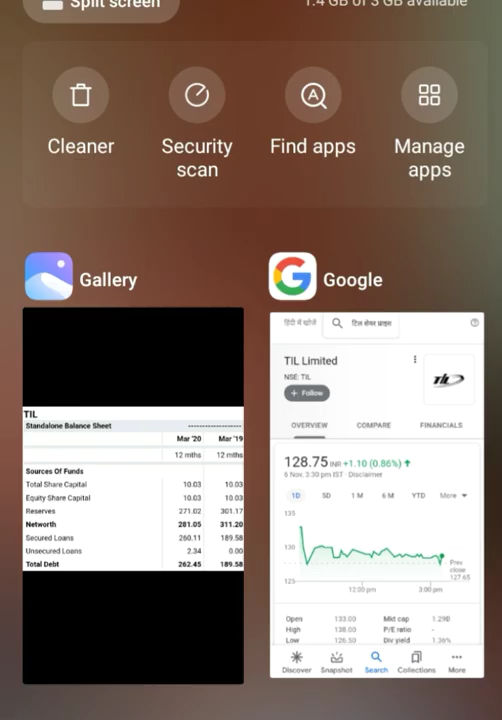 Split screen
1.4 GB of 3 GB available
Cleaner
Security scan
Find apps
Manage apps
Gallery
TIL
Standalone Balance Sheet -------------------
Mar '20 Mar '19
12 mths 12 mths
Sources Of Funds
Total Share Capital 10.03 10.03
Equity Share Capital 10.03 10.03
Reserves 271.02 301.17
Networth 281.05 311.20
Secured Loans 260.11 189.58
Unsecured Loans 2.34 0.00
Total Debt 262.45 189.58
Google
हिंदी में खोजें
टिल शेयर प्राइस
TIL Limited
NSE: TIL
+ Follow
TIL
OVERVIEW COMPARE FINANCIALS
128.75 INR +1.10 (0.86%) ↑
6 Nov, 3:30 pm IST · Disclaimer
1D 5D 1 M 6 M YTD More
135
130
125
Prev close 127.65
12:00 pm 3:00 pm
Open 133.00 Mkt cap 1.29B
High 138.00 P/E ratio -
Low 126.50 Div yield 1.36%
Discover Snapshot Search Collections More